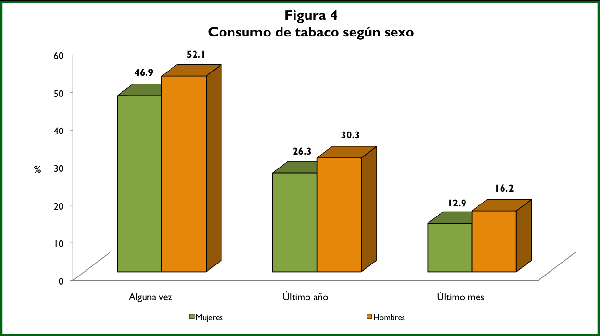 Figura 4
Consumo de tabaco según sexo
60
50
40
30
20
10
0
%
46.9
52.1
26.3
30.3
12.9
16.2
Alguna vez
Último año
Último mes
Mujeres
Hombres